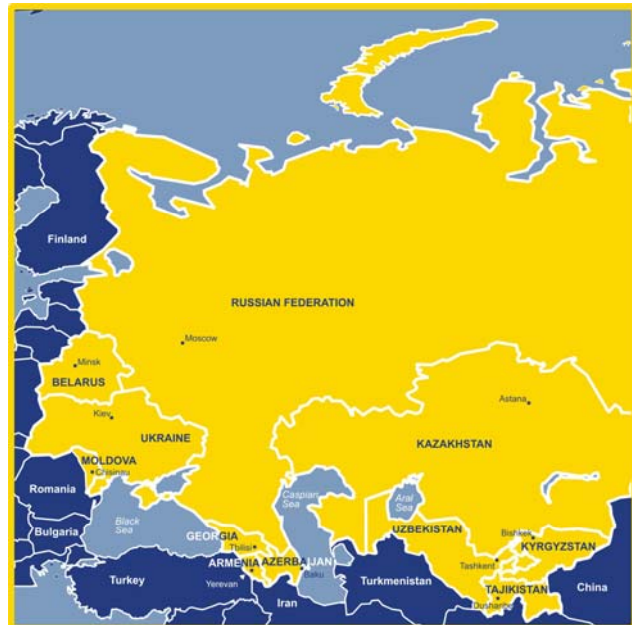 Finland
RUSSIAN FEDERATION
Moscow
Minsk
BELARUS
Astana
Kiev
UKRAINE
KAZAKHSTAN
MOLDOVA
Chisinau
Romania
Caspian
Sea
Aral
Sea
Black
Sea
Bulgaria
GEORGIA
UZBEKISTAN
Bishkek
Tbilisi
KYRGYZSTAN
ARMENIA
AZERBAIJAN
Tashkent
Baku
Turkey
Yerevan
Turkmenistan
TAJIKISTAN
China
Iran
Dushanbe